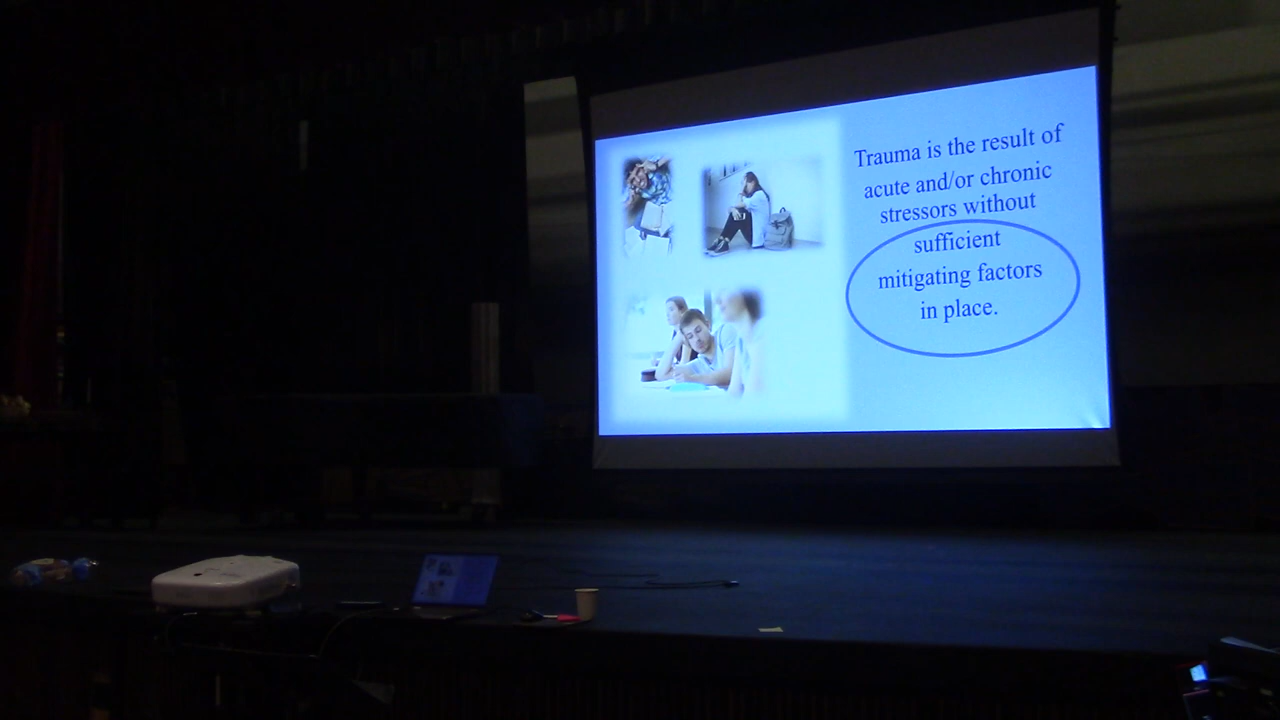 Trauma is the result of
acute and/or chronic
stressors without
sufficient
mitigating factors
in place.